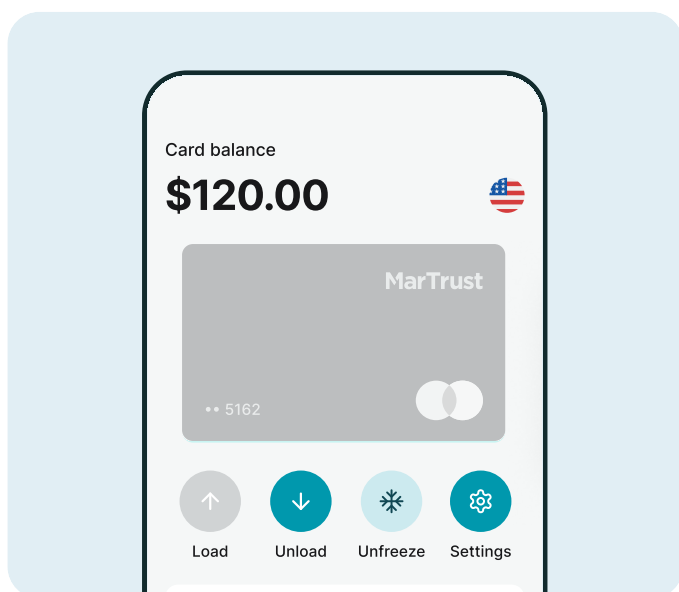 Card balance
$120.00
MarTrust
•• 5162
Load
Unload
Unfreeze
Settings